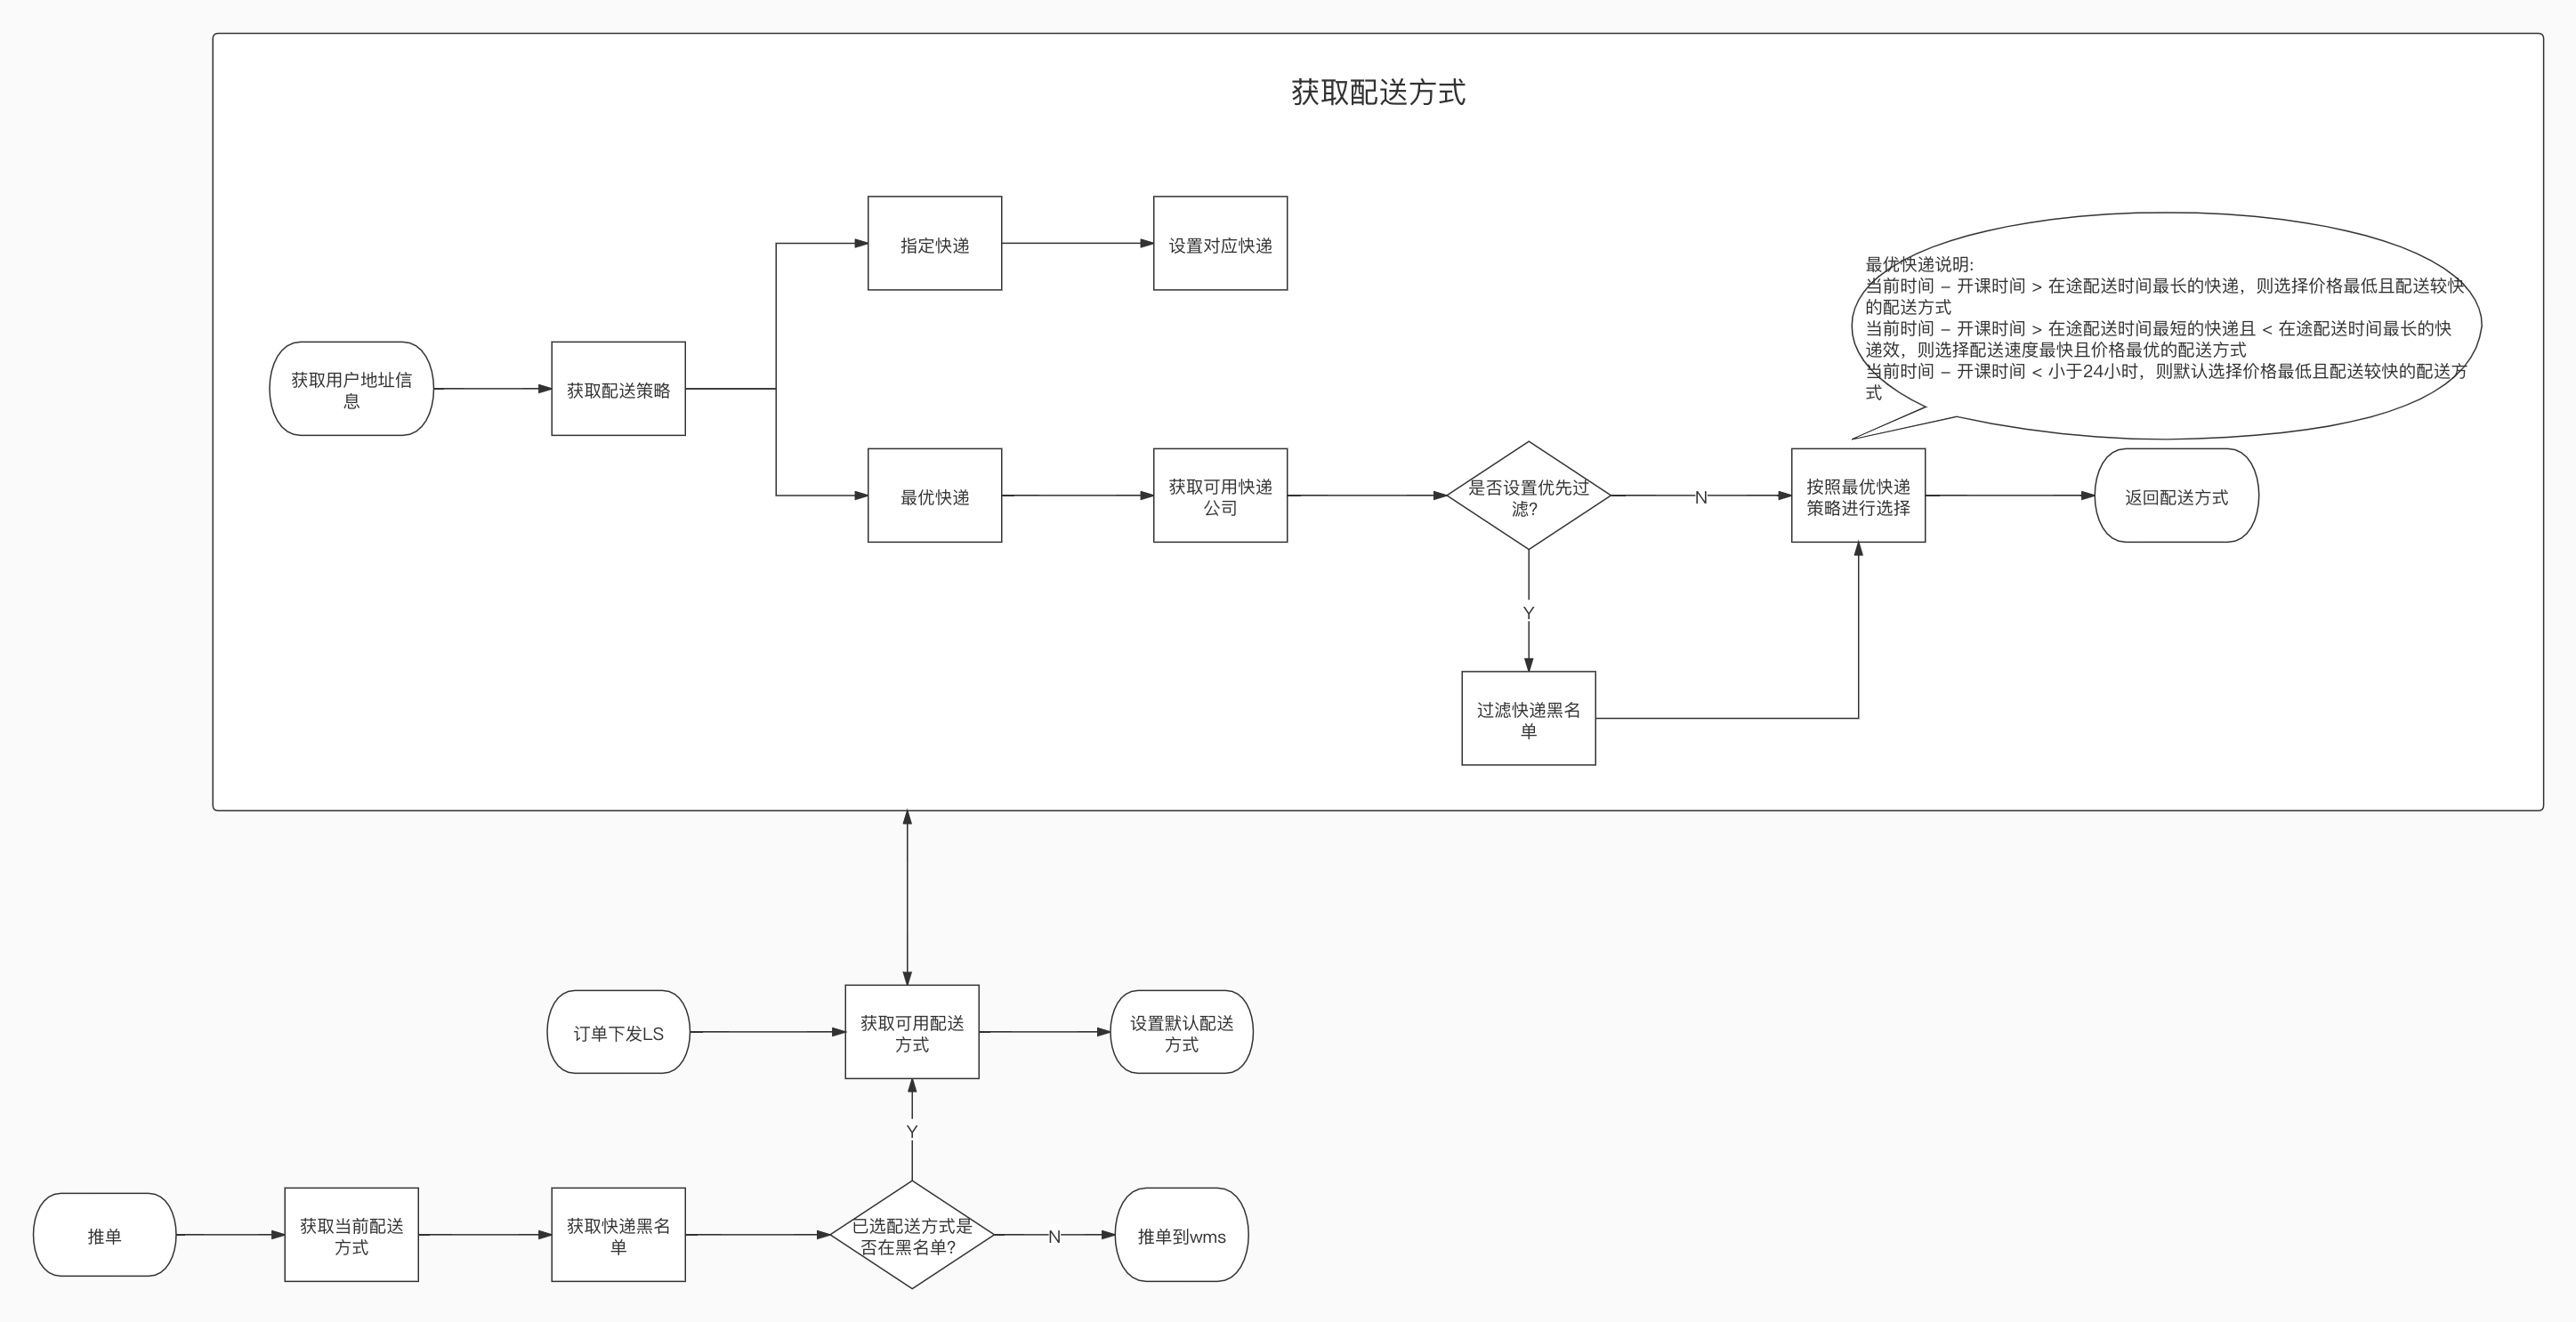 获取配送方式
指定快递
设置对应快递
最优快递说明:
当前时间 - 开课时间 > 在途配送时间最长的快递，则选择价格最低且配送较快
的配送方式
当前时间 - 开课时间 > 在途配送时间最短的快递且 < 在途配送时间最长的快
递效，则选择配送速度最快且价格最优的配送方式
当前时间 - 开课时间 < 小于24小时，则默认选择价格最低且配送较快的配送方
式
获取用户地址信
息
获取配送策略
最优快递
获取可用快递
公司
是否设置优先过
滤?
N
按照最优快递
策略进行选择
返回配送方式
Y
过滤快递黑名
单
订单下发LS
获取可用配送
方式
设置默认配送
方式
Y
推单
获取当前配送
方式
获取快递黑名
单
已选配送方式是
否在黑名单?
N
推单到wms